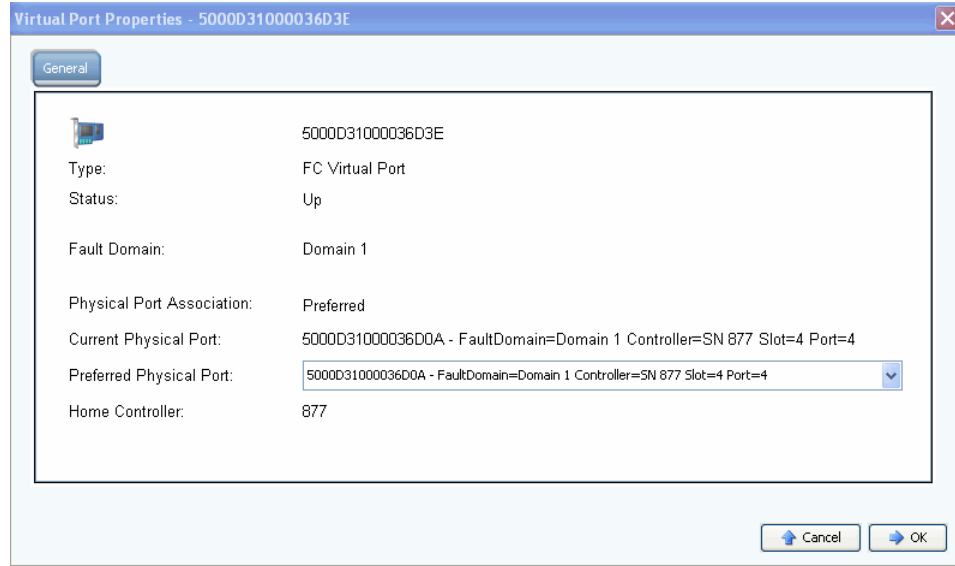 Virtual Port Properties - 5000D31000036D3E
General
5000D31000036D3E
Type: FC Virtual Port
Status: Up
Fault Domain: Domain 1
Physical Port Association: Preferred
Current Physical Port: 5000D31000036D0A - FaultDomain=Domain 1 Controller=SN 877 Slot=4 Port=4
Preferred Physical Port: 5000D31000036D0A - FaultDomain=Domain 1 Controller=SN 877 Slot=4 Port=4
Home Controller: 877
Cancel OK